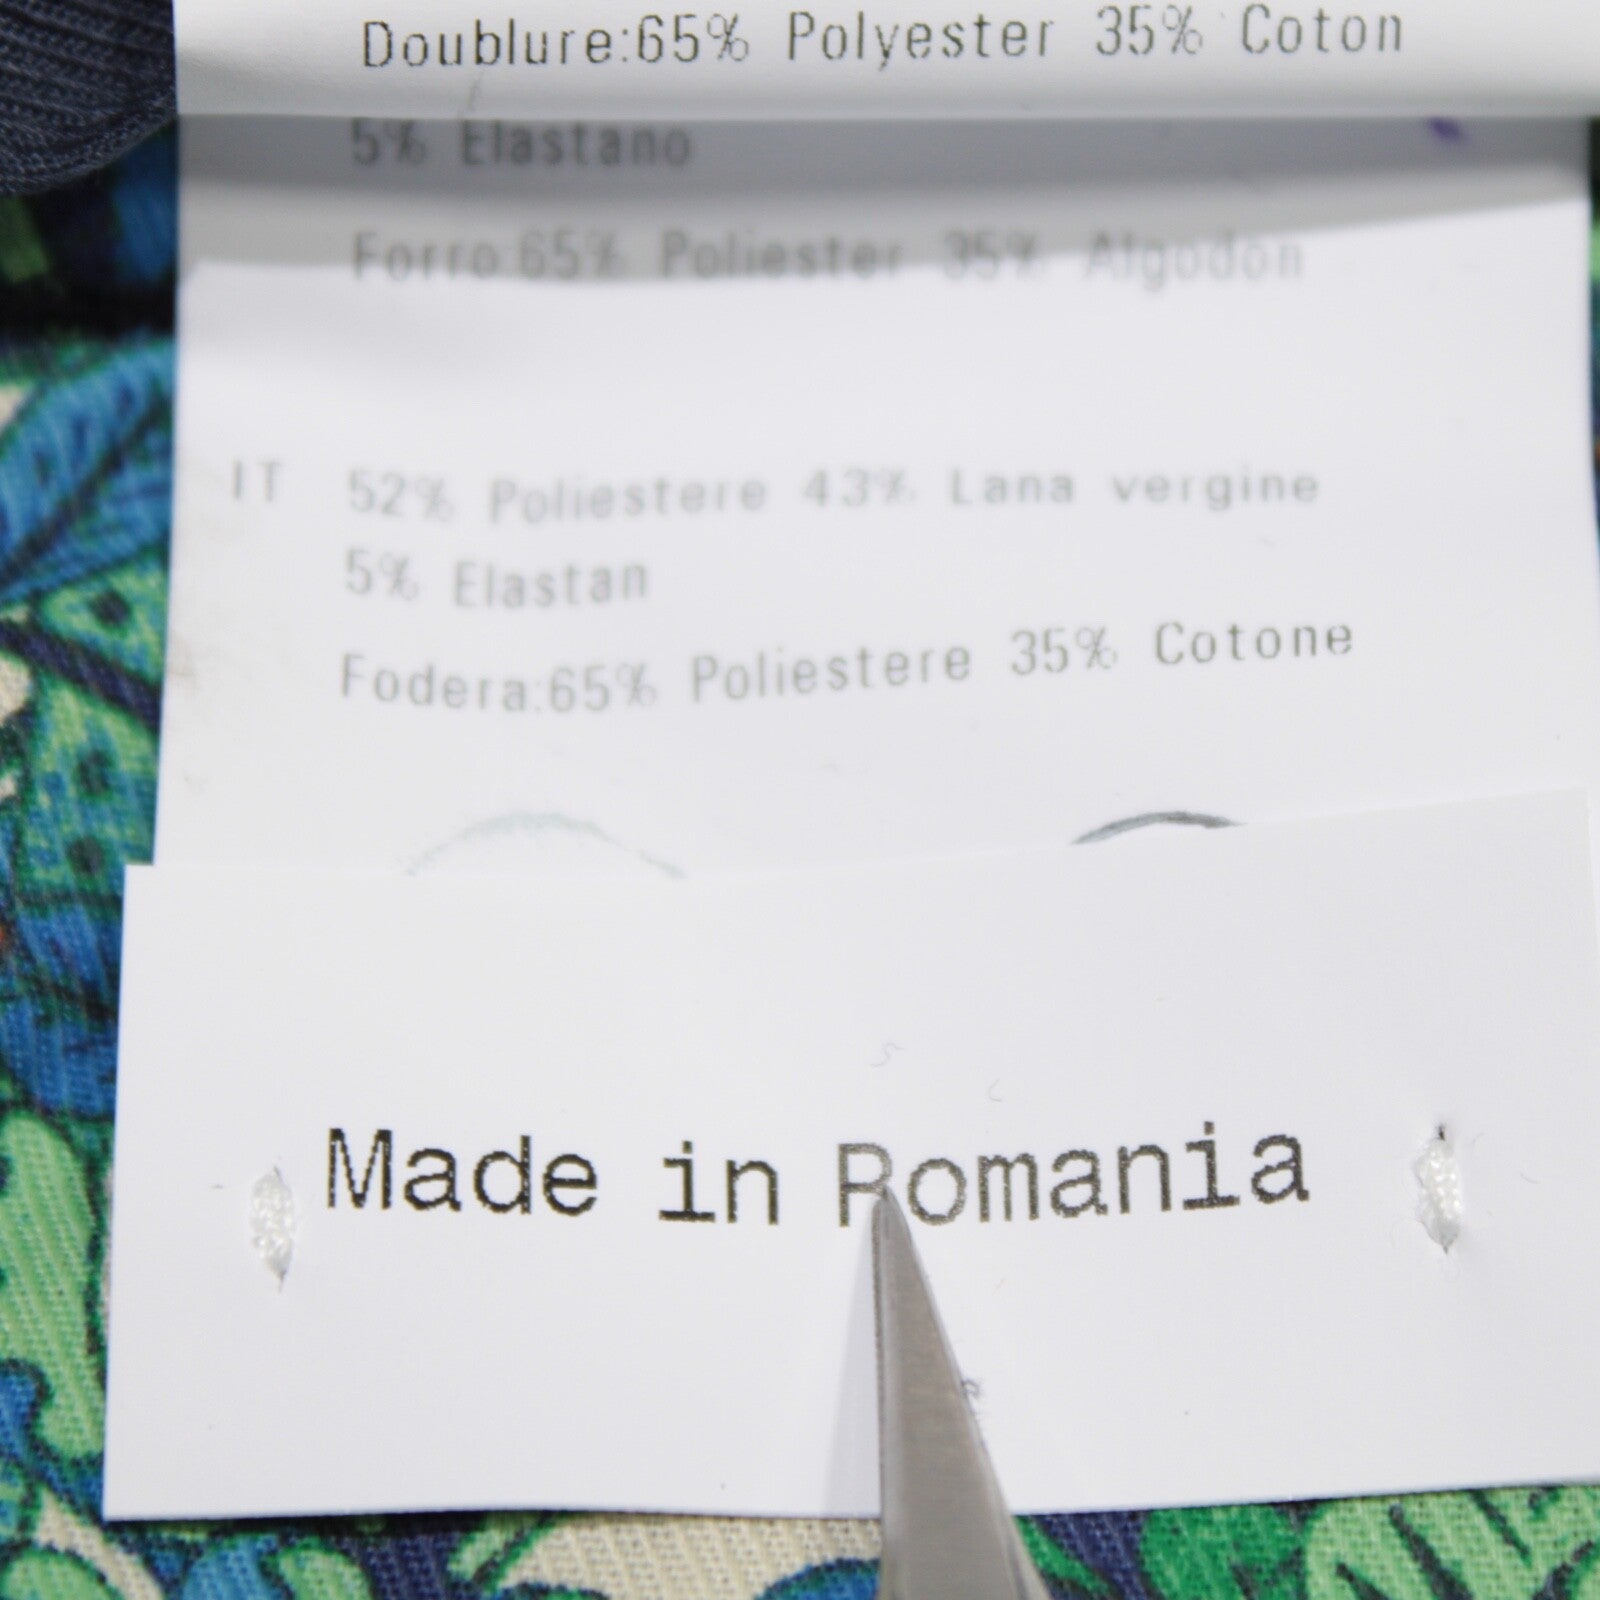 Doublure:65% Polyester 35% Coton
5% Elastano
Forro:65% Poliester 35% Algodón
IT 52% Poliestere 43% Lana vergine
5% Elastan
Fodera:65% Poliestere 35% Cotone
Made in Romania